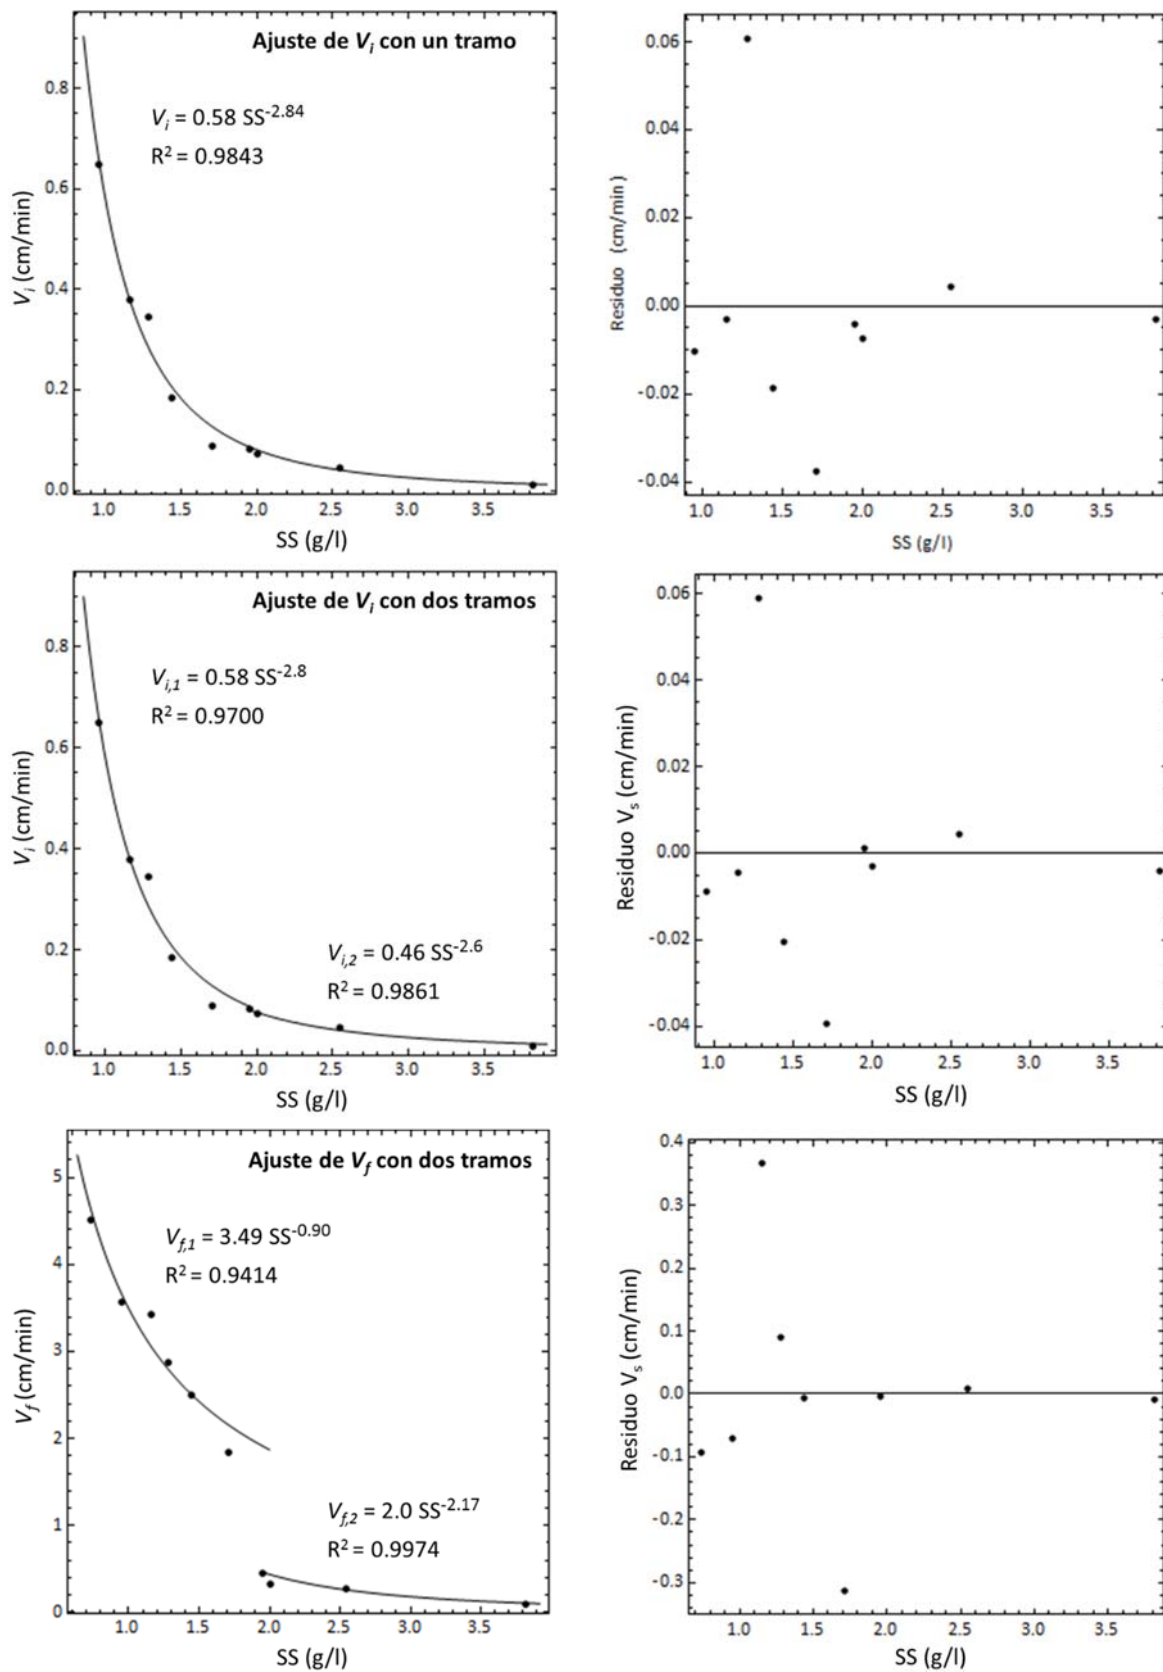 Ajuste de Vi con un tramo
Vi = 0.58 SS-2.84
R2 = 0.9843
0.8
0.6
0.4
0.2
0.0
Vi (cm/min)
1.0 1.5 2.0 2.5 3.0 3.5
SS (g/l)
0.06
0.04
0.02
0.00
-0.02
-0.04
Residuo (cm/min)
1.0 1.5 2.0 2.5 3.0 3.5
SS (g/l)
Ajuste de Vi con dos tramos
Vi,1 = 0.58 SS-2.8
R2 = 0.9700
Vi,2 = 0.46 SS-2.6
R2 = 0.9861
0.8
0.6
0.4
0.2
0.0
Vi (cm/min)
1.0 1.5 2.0 2.5 3.0 3.5
SS (g/l)
0.06
0.04
0.02
0.00
-0.02
-0.04
Residuo Vs (cm/min)
1.0 1.5 2.0 2.5 3.0 3.5
SS (g/l)
Ajuste de Vf con dos tramos
Vf,1 = 3.49 SS-0.90
R2 = 0.9414
Vf,2 = 2.0 SS-2.17
R2 = 0.9974
5
4
3
2
1
0
Vf (cm/min)
1.0 1.5 2.0 2.5 3.0 3.5
SS (g/l)
0.4
0.3
0.2
0.1
0.0
-0.1
-0.2
-0.3
Residuo Vs (cm/min)
1.0 1.5 2.0 2.5 3.0 3.5
SS (g/l)